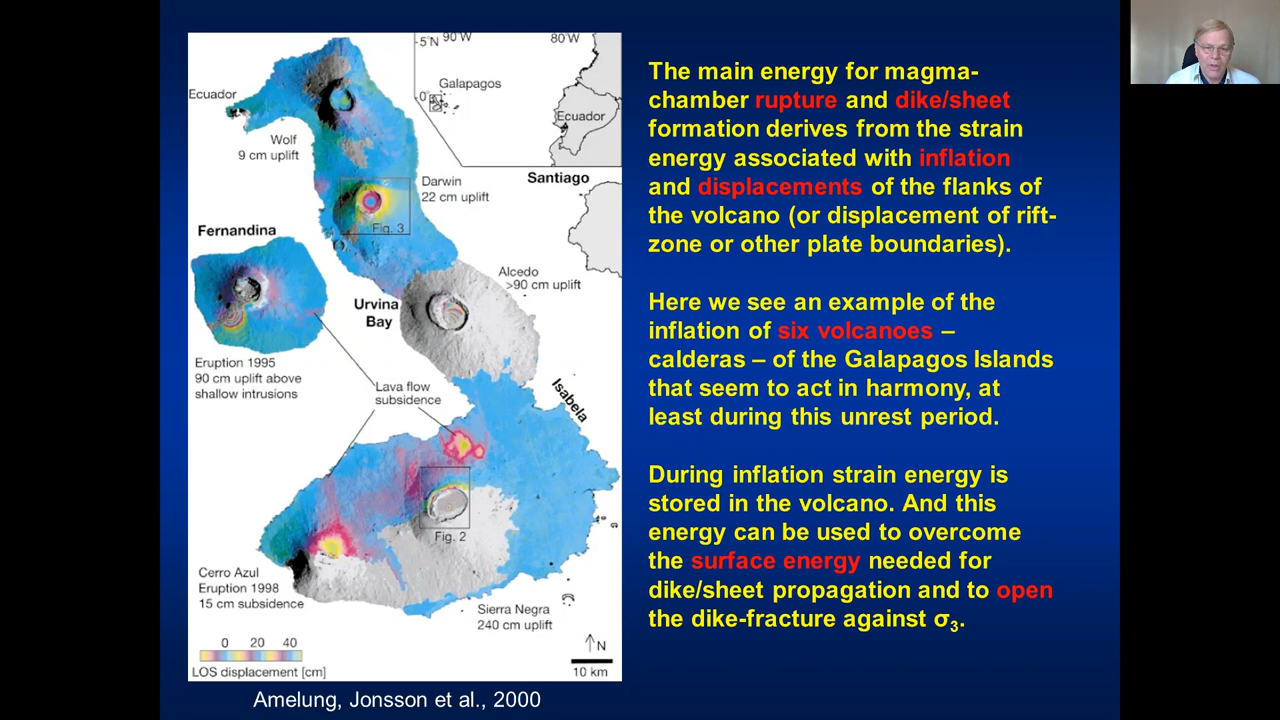 5°N
90°W
80°W
Galapagos
0°
Ecuador
Ecuador
Wolf
9 cm uplift
Santiago
Darwin
22 cm uplift
Fig. 3
Fernandina
Alcedo
>90 cm uplift
Urvina
Bay
Eruption 1995
90 cm uplift above
shallow intrusions
Lava flow
subsidence
Isabela
Fig. 2
Cerro Azul
Eruption 1998
15 cm subsidence
Sierra Negra
240 cm uplift
0 20 40
LOS displacement [cm]
N
10 km
Amelung, Jonsson et al., 2000
The main energy for magma-
chamber rupture and dike/sheet
formation derives from the strain
energy associated with inflation
and displacements of the flanks of
the volcano (or displacement of rift-
zone or other plate boundaries).
Here we see an example of the
inflation of six volcanoes –
calderas – of the Galapagos Islands
that seem to act in harmony, at
least during this unrest period.
During inflation strain energy is
stored in the volcano. And this
energy can be used to overcome
the surface energy needed for
dike/sheet propagation and to open
the dike-fracture against σ₃.